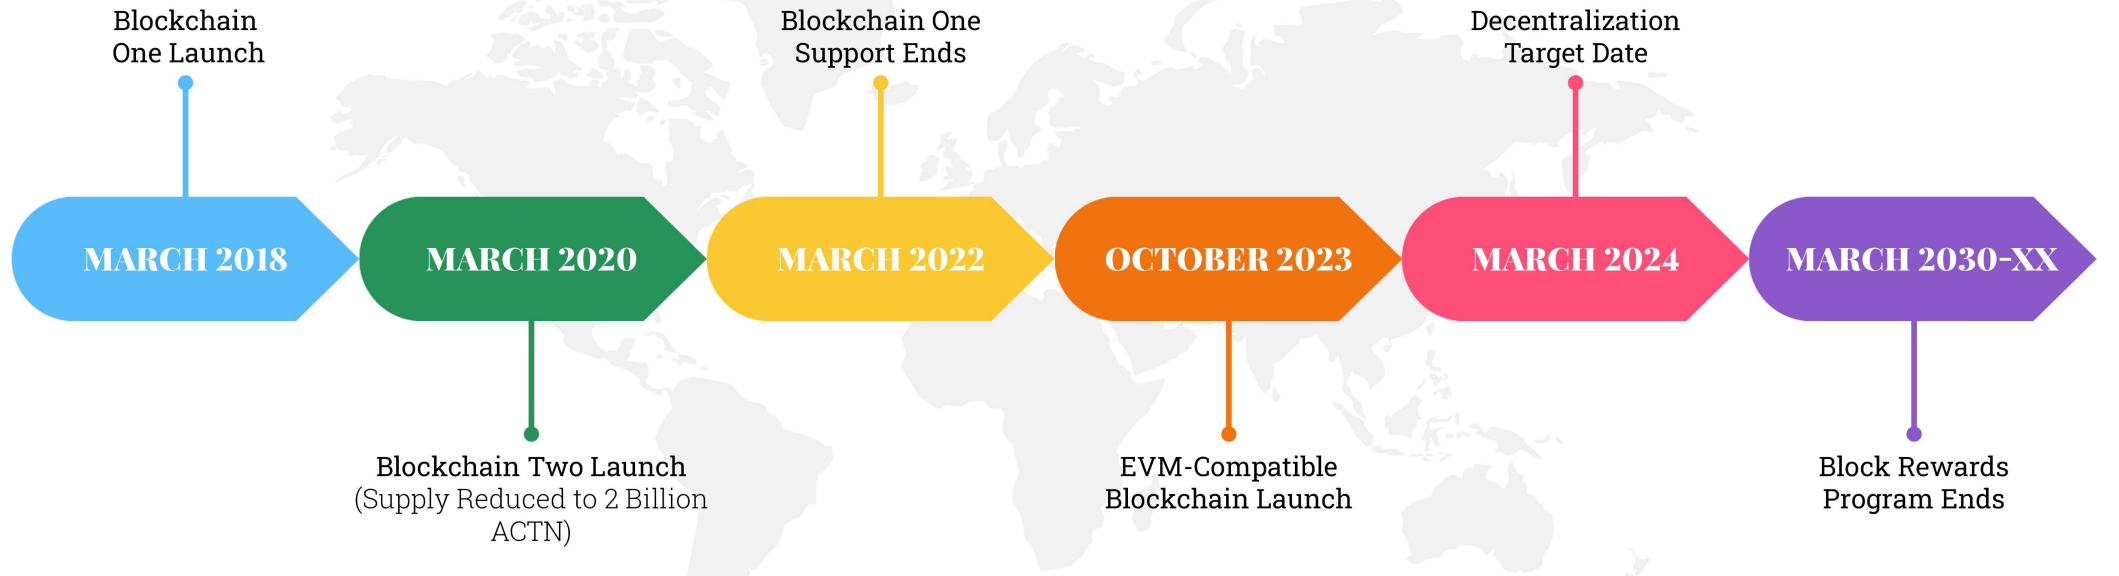 Blockchain
One Launch
Blockchain One
Support Ends
Decentralization
Target Date
MARCH 2018
MARCH 2020
MARCH 2022
OCTOBER 2023
MARCH 2024
MARCH 2030-XX
Blockchain Two Launch
(Supply Reduced to 2 Billion
ACTN)
EVM-Compatible
Blockchain Launch
Block Rewards
Program Ends